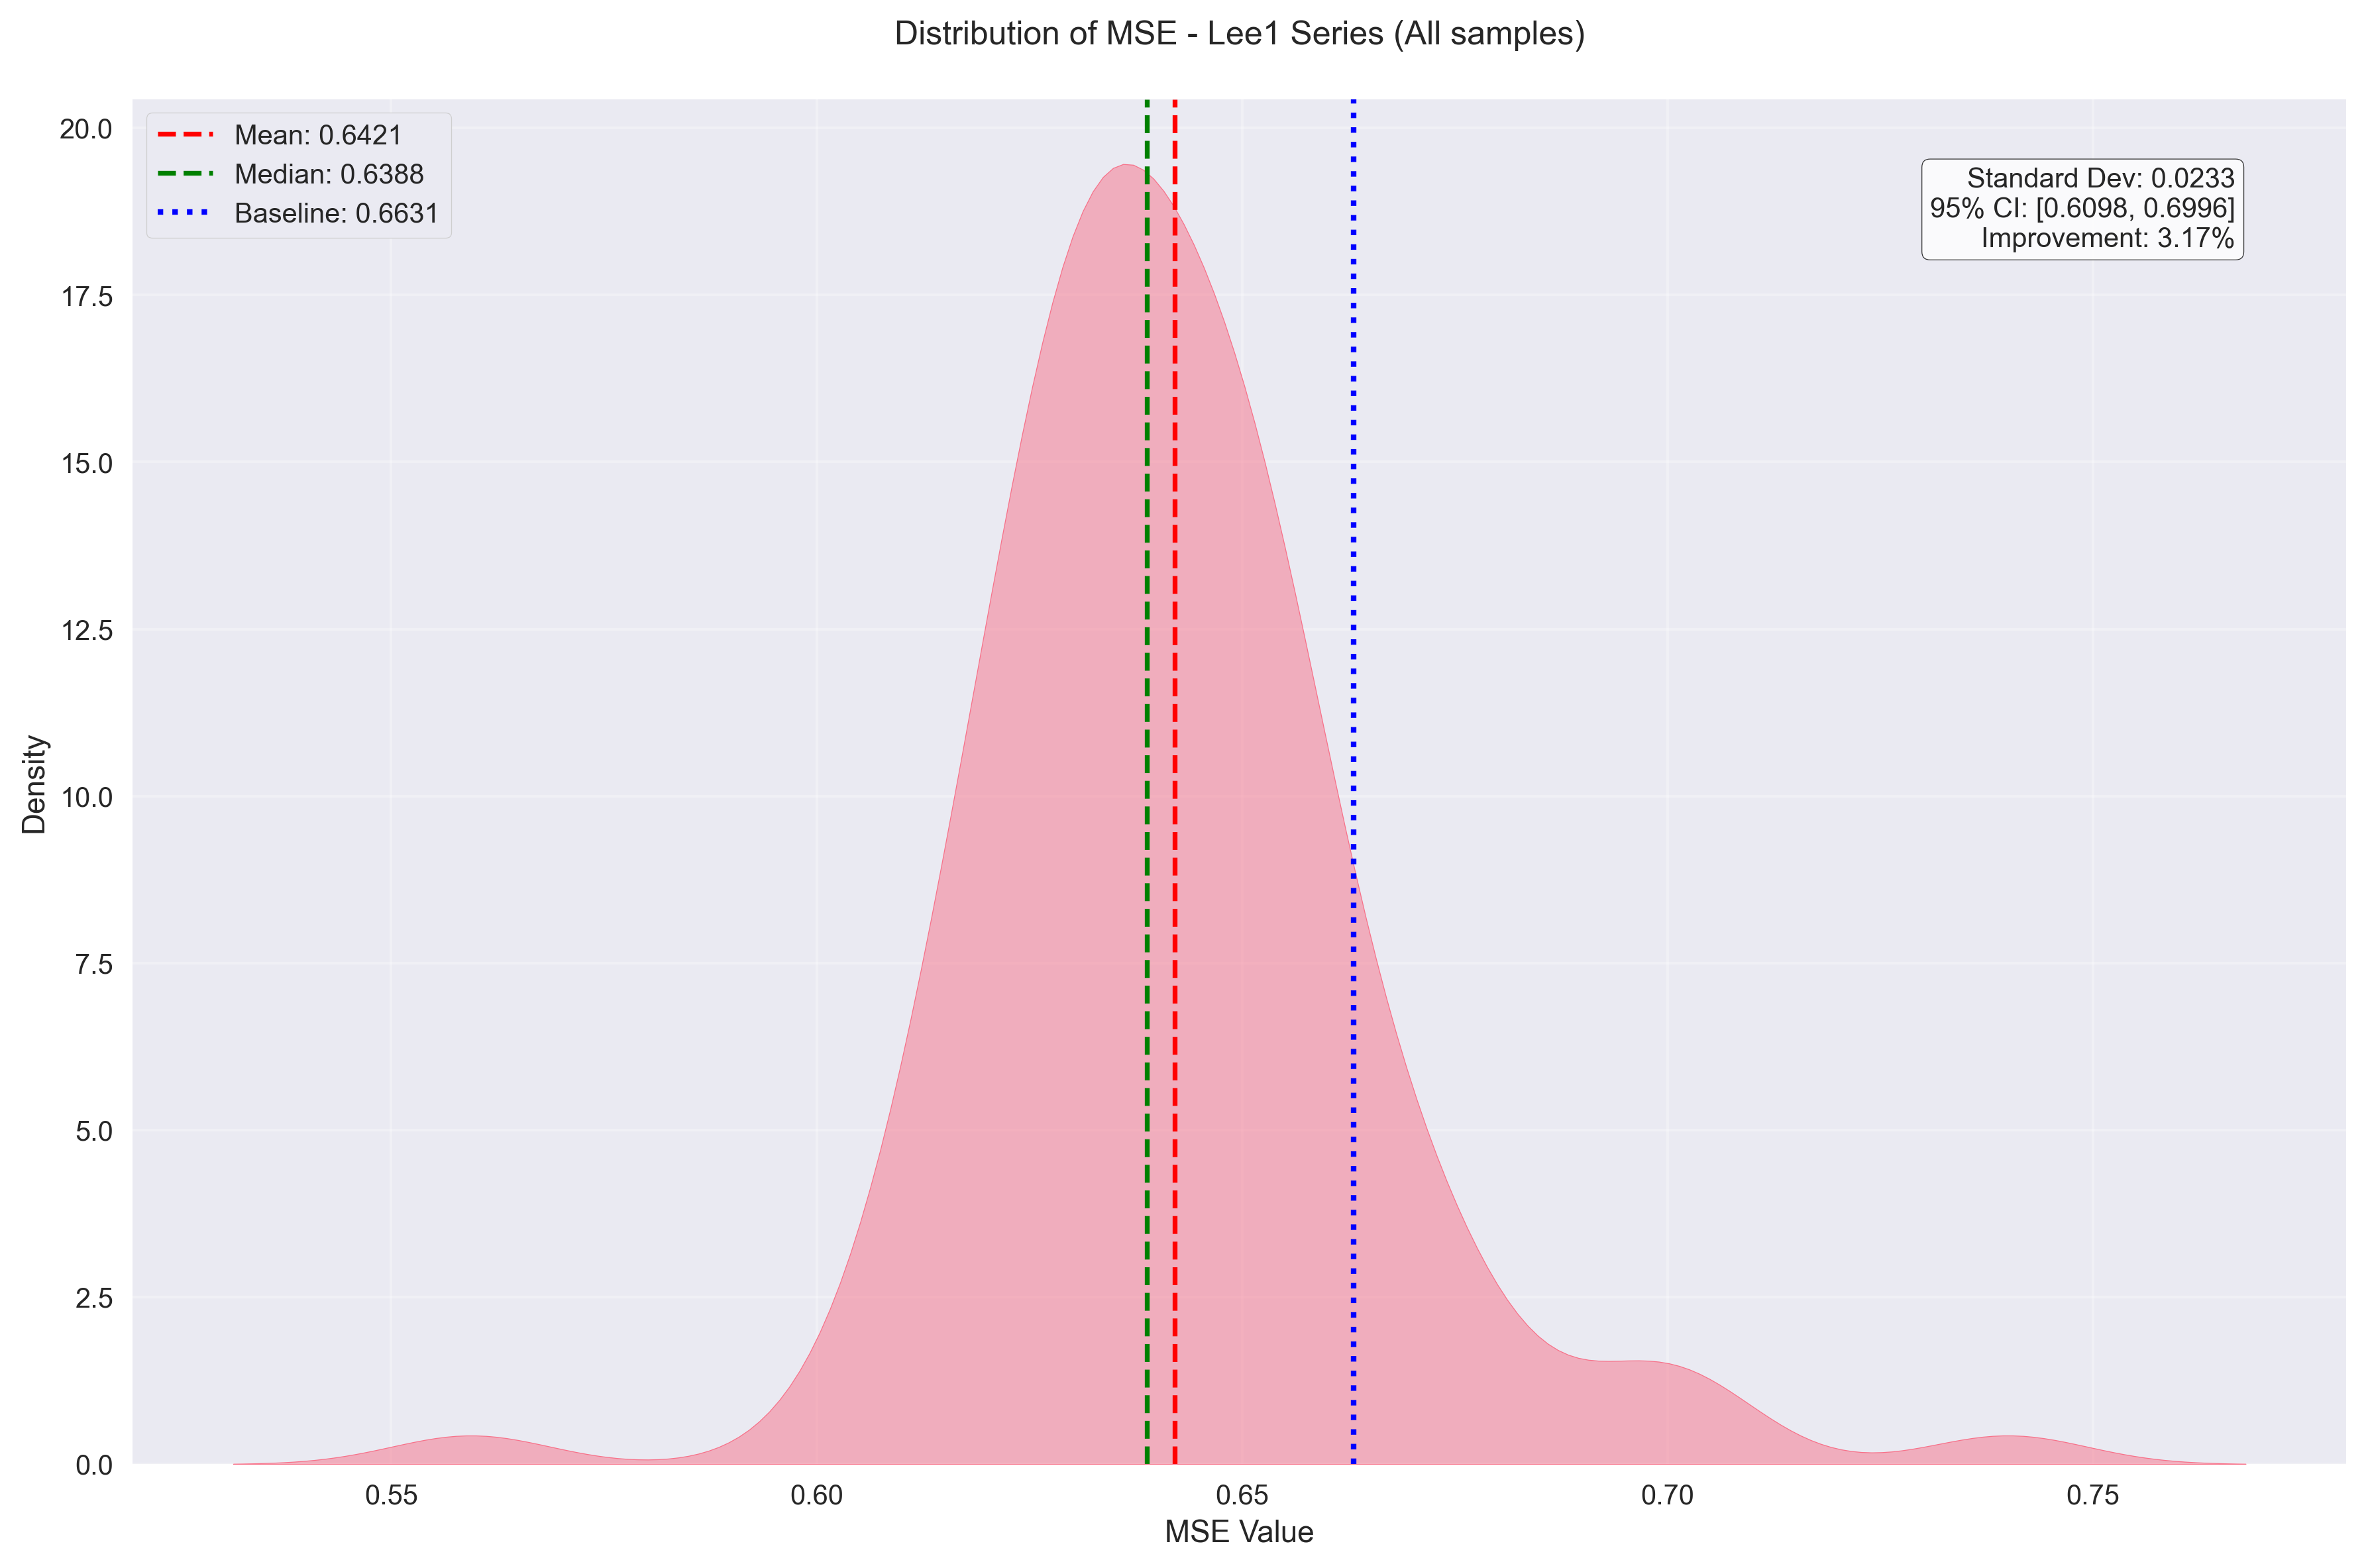 Distribution of MSE - Lee1 Series (All samples)
Mean: 0.6421
Median: 0.6388
Baseline: 0.6631
Standard Dev: 0.0233
95% CI: [0.6098, 0.6996]
Improvement: 3.17%
Density
20.0
17.5
15.0
12.5
10.0
7.5
5.0
2.5
0.0
0.55
0.60
0.65
0.70
0.75
MSE Value